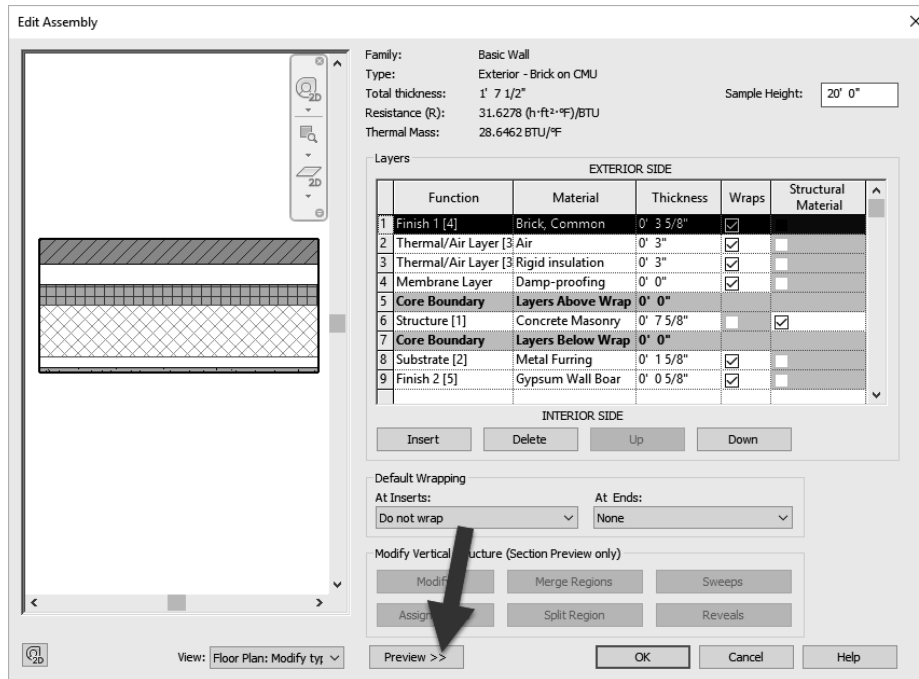 Edit Assembly
Family: Basic Wall
Type: Exterior - Brick on CMU
Total thickness: 1' 7 1/2" Sample Height: 20' 0"
Resistance (R): 31.6278 (h·ft²·°F)/BTU
Thermal Mass: 28.6462 BTU/°F
Layers
EXTERIOR SIDE
Function Material Thickness Wraps Structural Material
1 Finish 1 [4] Brick, Common 0' 3 5/8"
2 Thermal/Air Layer [3 Air 0' 3"
3 Thermal/Air Layer [3 Rigid insulation 0' 3"
4 Membrane Layer Damp-proofing 0' 0"
5 Core Boundary Layers Above Wrap 0' 0"
6 Structure [1] Concrete Masonry 0' 7 5/8"
7 Core Boundary Layers Below Wrap 0' 0"
8 Substrate [2] Metal Furring 0' 1 5/8"
9 Finish 2 [5] Gypsum Wall Boar 0' 0 5/8"
INTERIOR SIDE
Insert Delete Up Down
Default Wrapping
At Inserts: At Ends:
Do not wrap None
Modify Vertical Structure (Section Preview only)
Modify Merge Regions Sweeps
Assign Split Region Reveals
2D
2D
2D
View: Floor Plan: Modify typ Preview >> OK Cancel Help